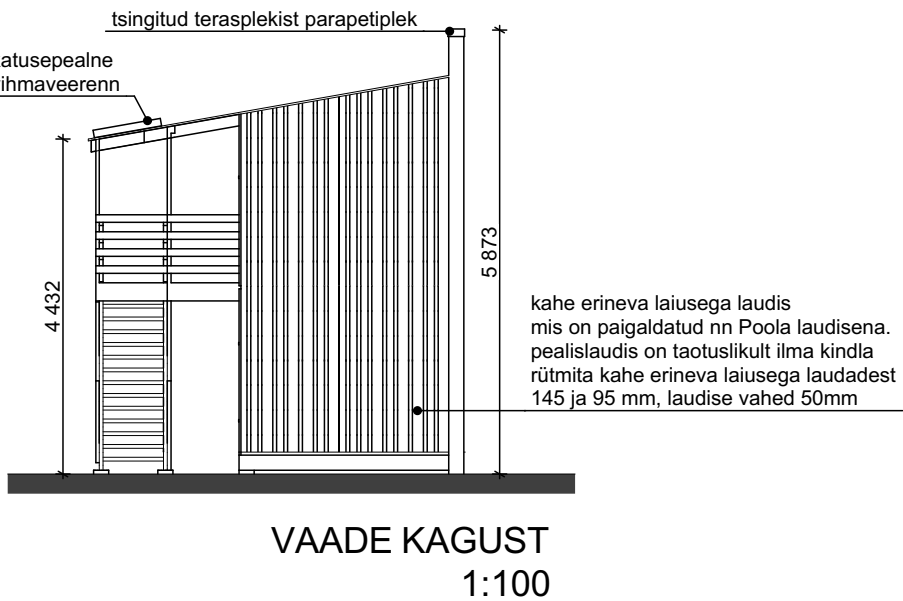 tsingitud terasplekist parapetiplek
atusepealne
ihmaveerenn
4 432
5 873
kahe erineva laiusega laudis
mis on paigaldatud nn Poola laudisena.
pealislaudis on taotuslikult ilma kindla
rütmita kahe erineva laiusega laudadest
145 ja 95 mm, laudise vahed 50mm
VAADE KAGUST
1:100